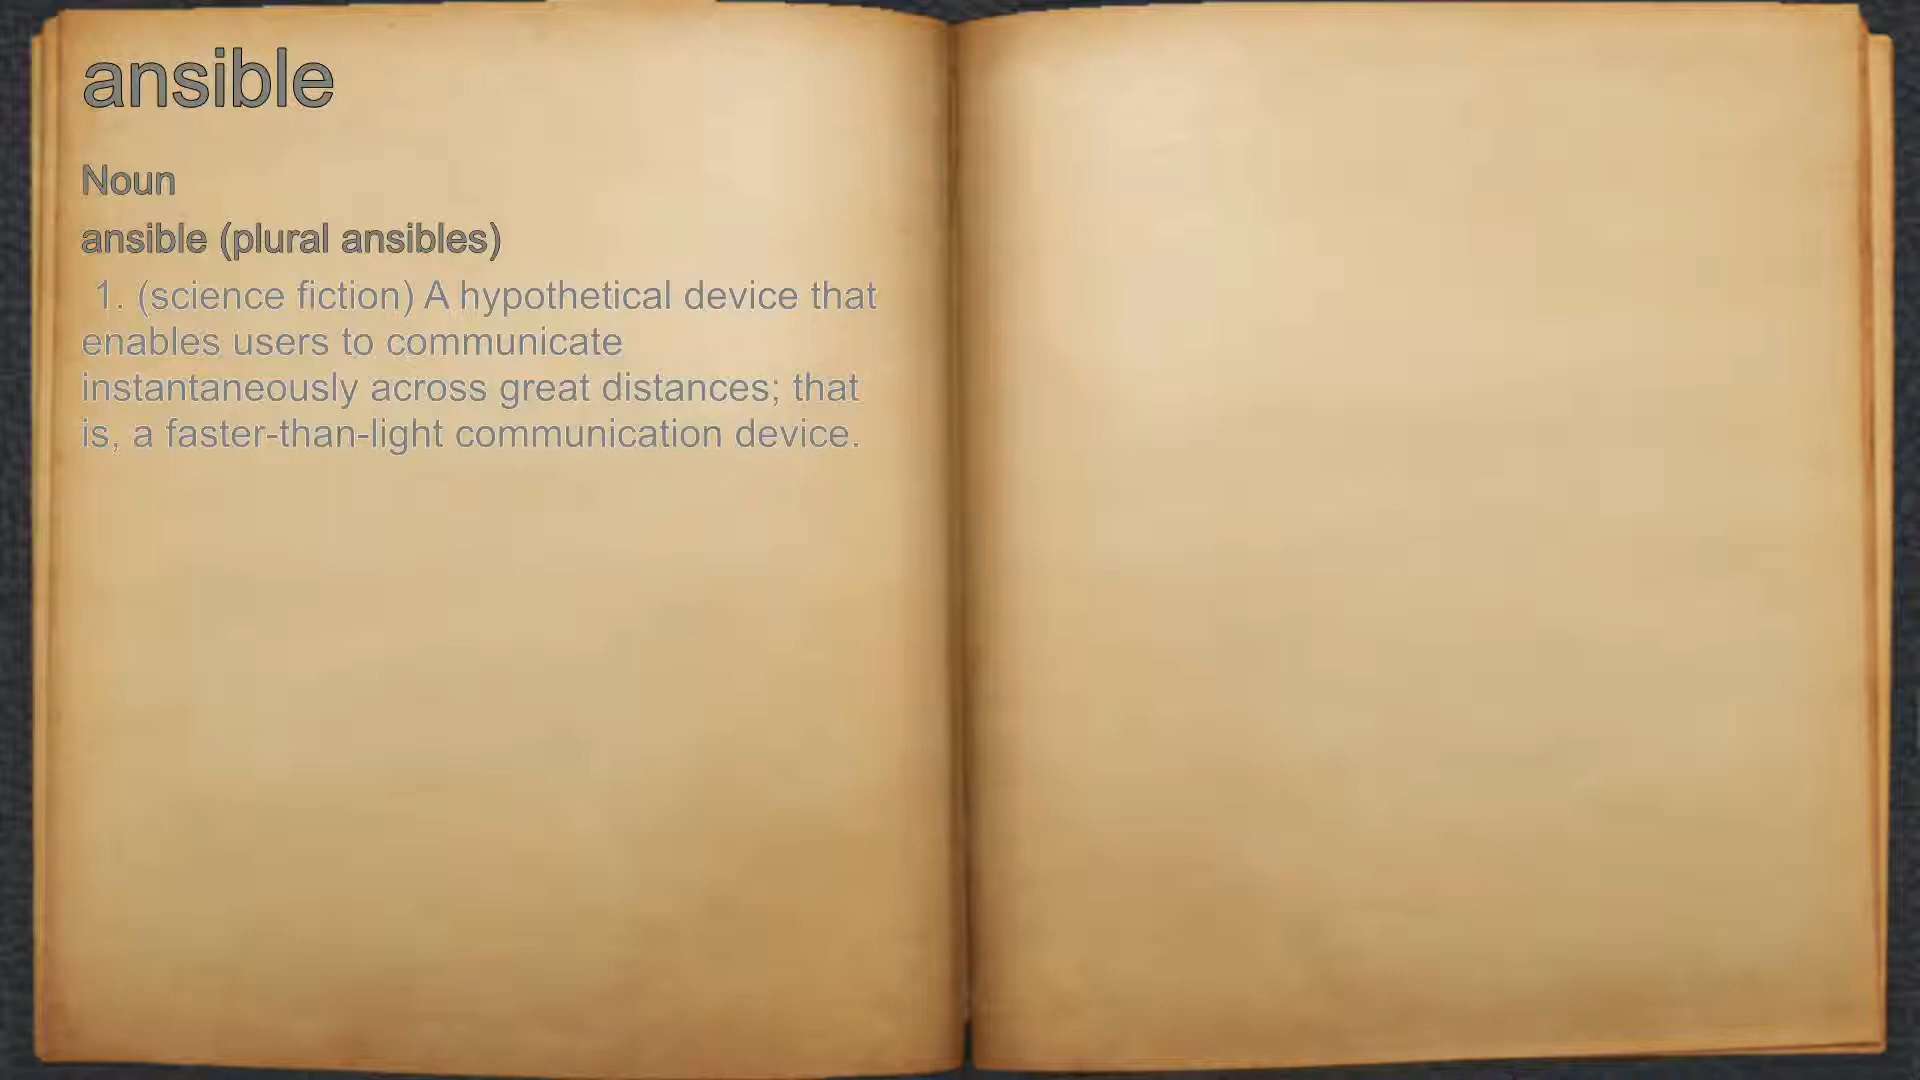 ansible
Noun
ansible (plural ansibles)
1. (science fiction) A hypothetical device that
enables users to communicate
instantaneously across great distances; that
is, a faster-than-light communication device.